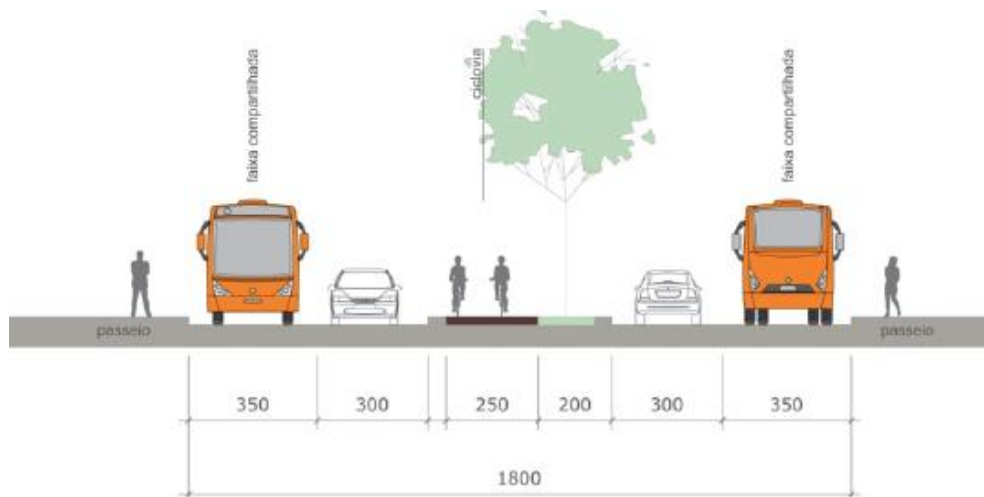 faixa compartilhada
ciclovia
faixa compartilhada
passeio
passeio
350
300
250
200
300
350
1800